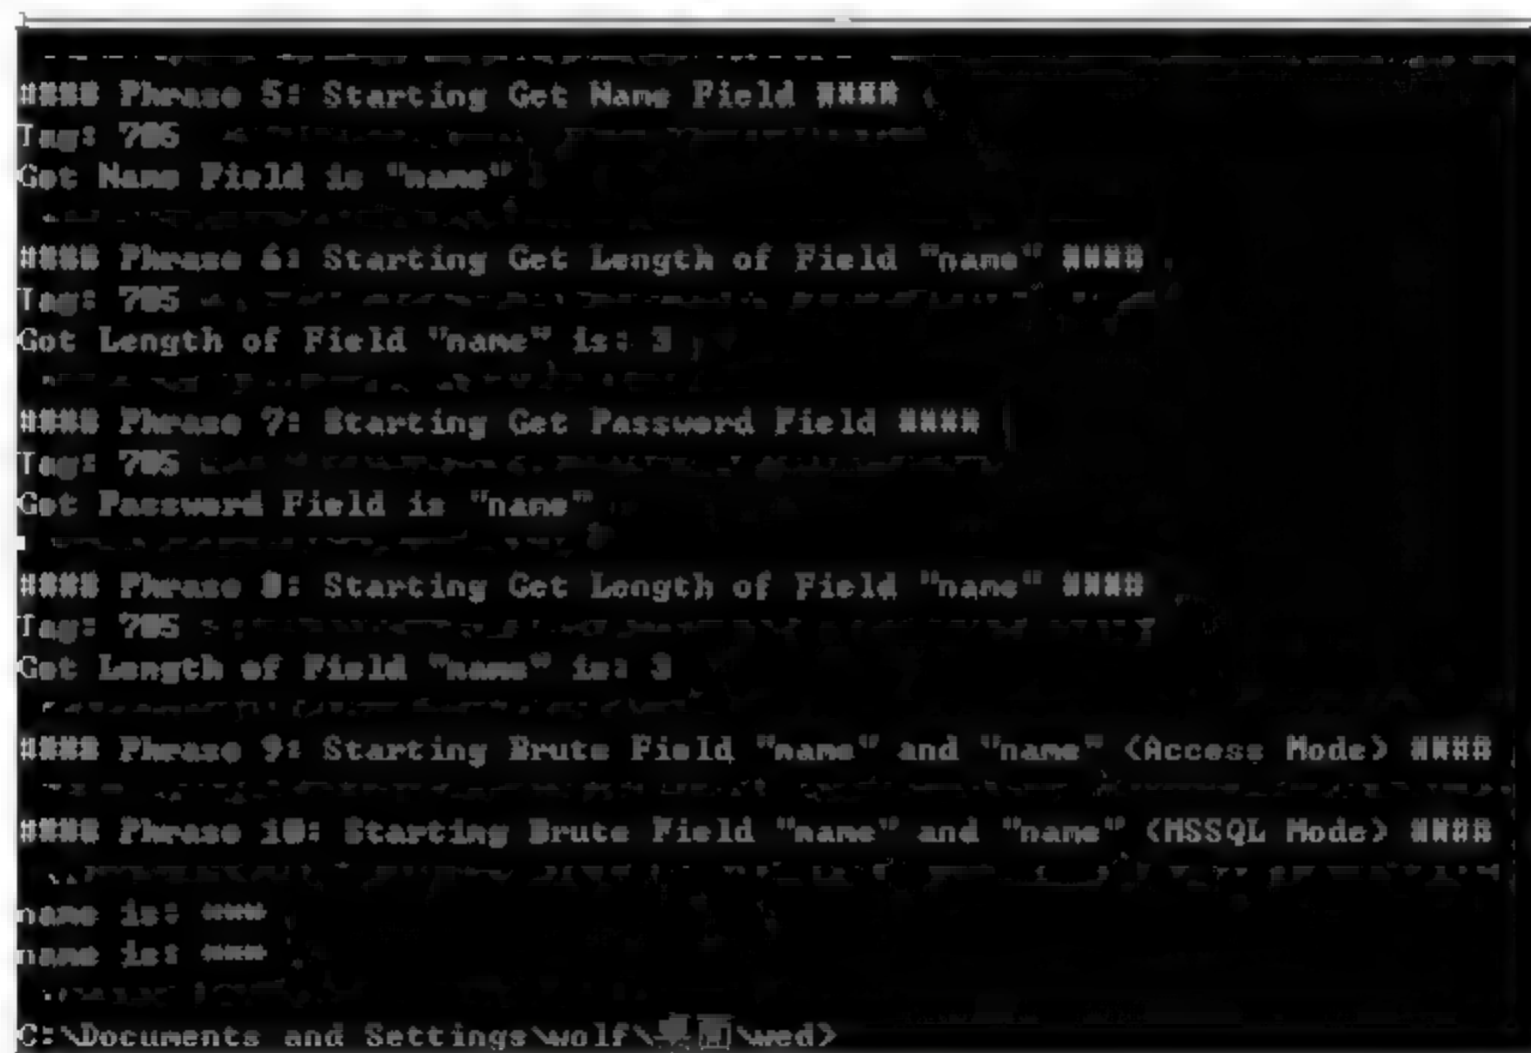 #### Phrase 5: Starting Get Name Field ####
Tag: 705
Got Name Field is "name"
#### Phrase 6: Starting Get Length of Field "name" ####
Tag: 705
Got Length of Field "name" is: 3
#### Phrase 7: Starting Get Password Field ####
Tag: 705
Got Password Field is "name"
#### Phrase 8: Starting Get Length of Field "name" ####
Tag: 705
Got Length of Field "name" is: 3
#### Phrase 9: Starting Brute Field "name" and "name" (Access Mode) ####
#### Phrase 10: Starting Brute Field "name" and "name" (MSSQL Mode) ####
name is: ***
name is: ***
C:\Documents and Settings\wolf\桌面\wed>